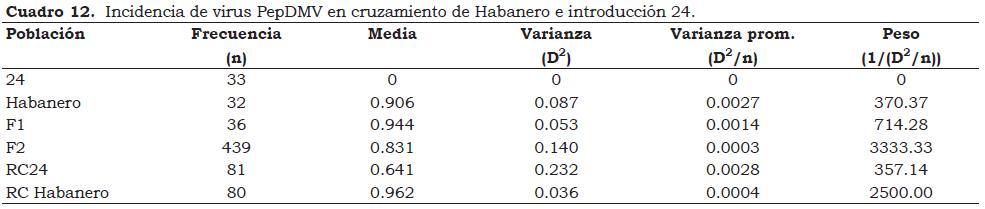 Cuadro 12. Incidencia de virus PepDMV en cruzamiento de Habanero e introducción 24.
Población Frecuencia Media Varianza Varianza prom. Peso
(n) (D²) (D²/n) (1/(D²/n))
24 33 0 0 0 0
Habanero 32 0.906 0.087 0.0027 370.37
F1 36 0.944 0.053 0.0014 714.28
F2 439 0.831 0.140 0.0003 3333.33
RC24 81 0.641 0.232 0.0028 357.14
RC Habanero 80 0.962 0.036 0.0004 2500.00